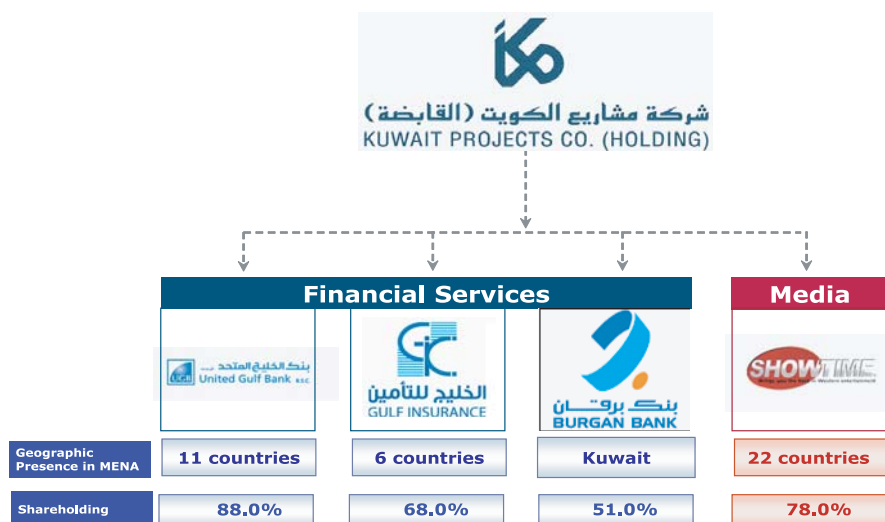 شركة مشاريع الكويت (القابضة)
KUWAIT PROJECTS CO. (HOLDING)
Financial Services
Media
بنك الخليج المتحد
UGB United Gulf Bank B.S.C.
GIC
الخليج للتأمين
GULF INSURANCE
بنك برقان
BURGAN BANK
SHOWTIME
Geographic Presence in MENA
11 countries
6 countries
Kuwait
22 countries
Shareholding
88.0%
68.0%
51.0%
78.0%